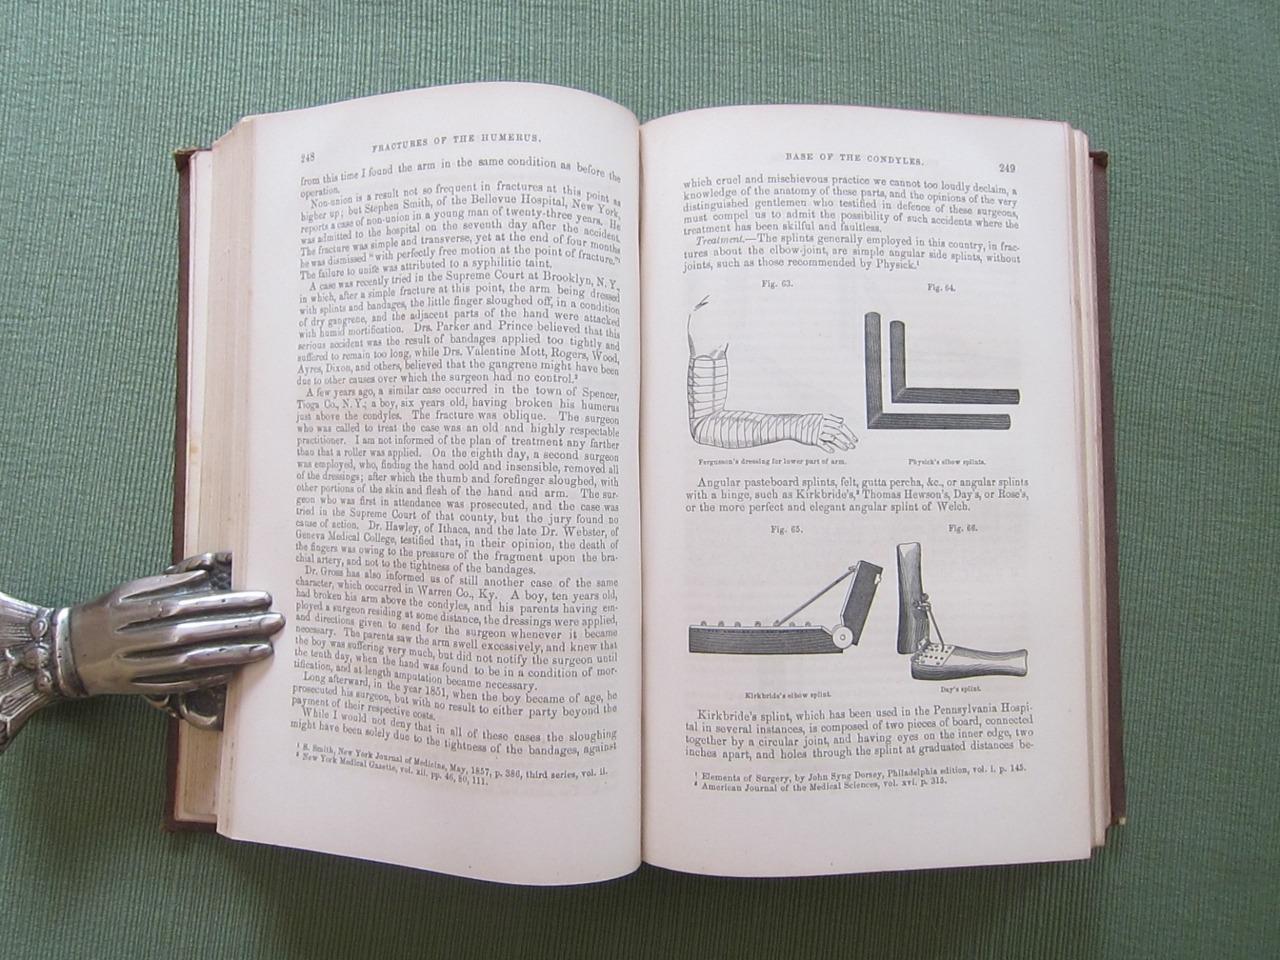 248
FRACTURES OF THE HUMERUS.
from this time I found the arm in the same condition as before the
operation.
Non-union is a result not so frequent in fractures at this point as
higher up; but Stephen Smith, of the Bellevue Hospital, New York,
reports a case of non-union in a young man of twenty-three years. He
was admitted to the hospital on the seventh day after the accident.
The fracture was simple and transverse, yet at the end of four months
he was dismissed "with perfectly free motion at the point of fracture."¹
The failure to unite was attributed to a syphilitic taint.
A case was recently tried in the Supreme Court at Brooklyn, N. Y.,
in which, after a simple fracture at this point, the arm being dressed
with splints and bandages, the little finger sloughed off, in a condition
of dry gangrene, and the adjacent parts of the hand were attacked
with humid mortification. Drs. Parker and Prince believed that this
serious accident was the result of bandages applied too tightly and
suffered to remain too long, while Drs. Valentine Mott, Rogers, Wood,
Ayres, Dixon, and others, believed that the gangrene might have been
due to other causes over which the surgeon had no control.²
A few years ago, a similar case occurred in the town of Spencer,
Tioga Co., N. Y.; a boy, six years old, having broken his humerus
just above the condyles. The fracture was oblique. The surgeon
who was called to treat the case was an old and highly respectable
practitioner. I am not informed of the plan of treatment any farther
than that a roller was applied. On the eighth day, a second surgeon
was employed, who, finding the hand cold and insensible, removed all
of the dressings; after which the thumb and forefinger sloughed, with
other portions of the skin and flesh of the hand and arm. The sur-
geon who was first in attendance was prosecuted, and the case was
tried in the Supreme Court of that county, but the jury found no
cause of action. Dr. Hawley, of Ithaca, and the late Dr. Webster, of
Geneva Medical College, testified that, in their opinion, the death of
the fingers was owing to the pressure of the fragment upon the bra-
chial artery, and not to the tightness of the bandages.
Dr. Gross has also informed us of still another case of the same
character, which occurred in Warren Co., Ky. A boy, ten years old,
had broken his arm above the condyles, and his parents having em-
ployed a surgeon residing at some distance, the dressings were applied,
and directions given to send for the surgeon whenever it became
necessary. The parents saw the arm swell excessively, and knew that
the boy was suffering very much, but did not notify the surgeon until
the tenth day, when the hand was found to be in a condition of mor-
tification, and at length amputation became necessary.
Long afterward, in the year 1851, when the boy became of age, he
prosecuted his surgeon, but with no result to either party beyond the
payment of their respective costs.
While I would not deny that in all of these cases the sloughing
might have been solely due to the tightness of the bandages, against
¹ S. Smith, New York Journal of Medicine, May, 1857, p. 386, third series, vol. ii.
² New York Medical Gazette, vol. xii. pp. 46, 80, 111.
BASE OF THE CONDYLES.
249
which cruel and mischievous practice we cannot too loudly declaim, a
knowledge of the anatomy of these parts, and the opinions of the very
distinguished gentlemen who testified in defence of these surgeons,
must compel us to admit the possibility of such accidents where the
treatment has been skilful and faultless.
Treatment.—The splints generally employed in this country, in frac-
tures about the elbow-joint, are simple angular side splints, without
joints, such as those recommended by Physick.¹
Fig. 63.
Fig. 64.
Fergusson's dressing for lower part of arm.
Physick's elbow splints.
Angular pasteboard splints, felt, gutta percha, &c., or angular splints
with a hinge, such as Kirkbride's,² Thomas Hewson's, Day's, or Rose's,
or the more perfect and elegant angular splint of Welch.
Fig. 65.
Fig. 66.
Kirkbride's elbow splint.
Day's splint.
Kirkbride's splint, which has been used in the Pennsylvania Hospi-
tal in several instances, is composed of two pieces of board, connected
together by a circular joint, and having eyes on the inner edge, two
inches apart, and holes through the splint at graduated distances be-
¹ Elements of Surgery, by John Syng Dorsey, Philadelphia edition, vol. i. p. 145.
² American Journal of the Medical Sciences, vol. xvi. p. 315.